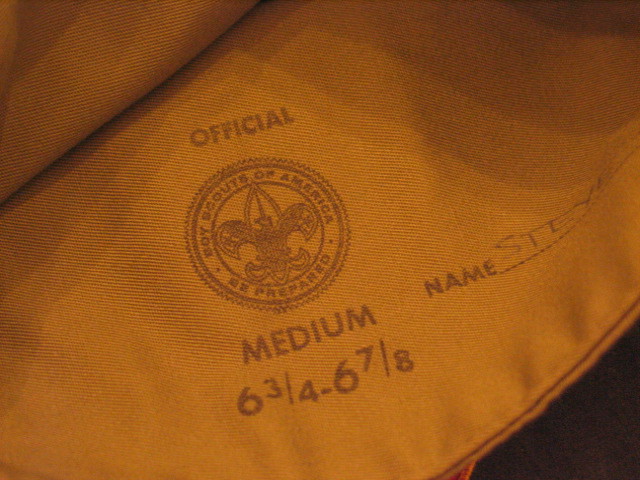 OFFICIAL
BOY SCOUTS OF AMERICA
· BE PREPARED ·
MEDIUM
6 3/4-6 7/8
NAME